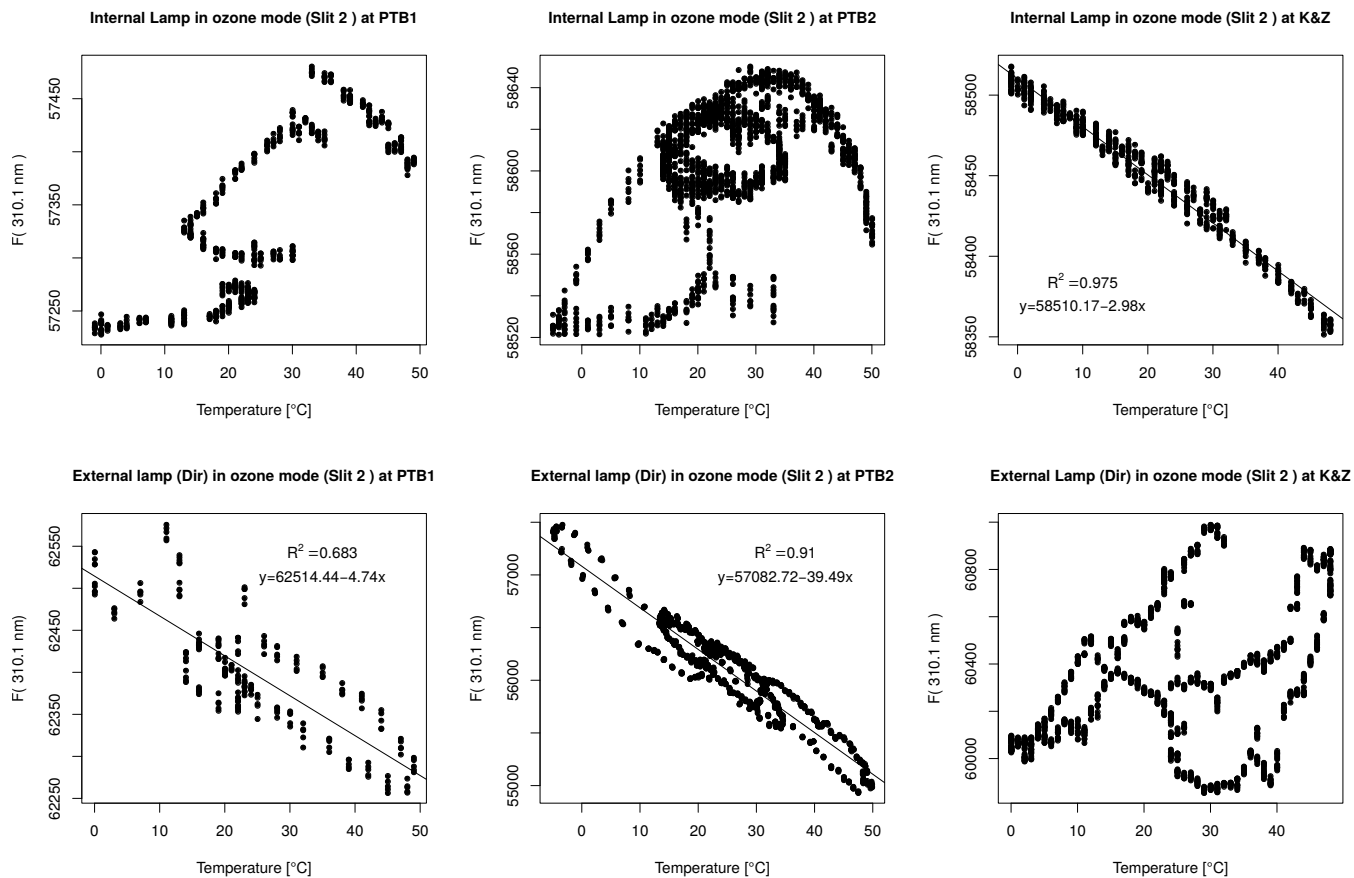 Internal Lamp in ozone mode (Slit 2 ) at PTB1
F( 310.1 nm )
57250
57350
57450
0 10 20 30 40 50
Temperature [°C]
Internal Lamp in ozone mode (Slit 2 ) at PTB2
F( 310.1 nm )
58520
58560
58600
58640
0 10 20 30 40 50
Temperature [°C]
Internal Lamp in ozone mode (Slit 2 ) at K&Z
F( 310.1 nm )
58350
58400
58450
58500
R² =0.975
y=58510.17−2.98x
0 10 20 30 40
Temperature [°C]
External lamp (Dir) in ozone mode (Slit 2 ) at PTB1
F( 310.1 nm)
62250
62350
62450
62550
R² =0.683
y=62514.44−4.74x
0 10 20 30 40 50
Temperature [°C]
External lamp (Dir) in ozone mode (Slit 2 ) at PTB2
F( 310.1 nm )
55000
56000
57000
R² =0.91
y=57082.72−39.49x
0 10 20 30 40 50
Temperature [°C]
External Lamp (Dir) in ozone mode (Slit 2 ) at K&Z
F( 310.1 nm )
60000
60400
60800
0 10 20 30 40
Temperature [°C]